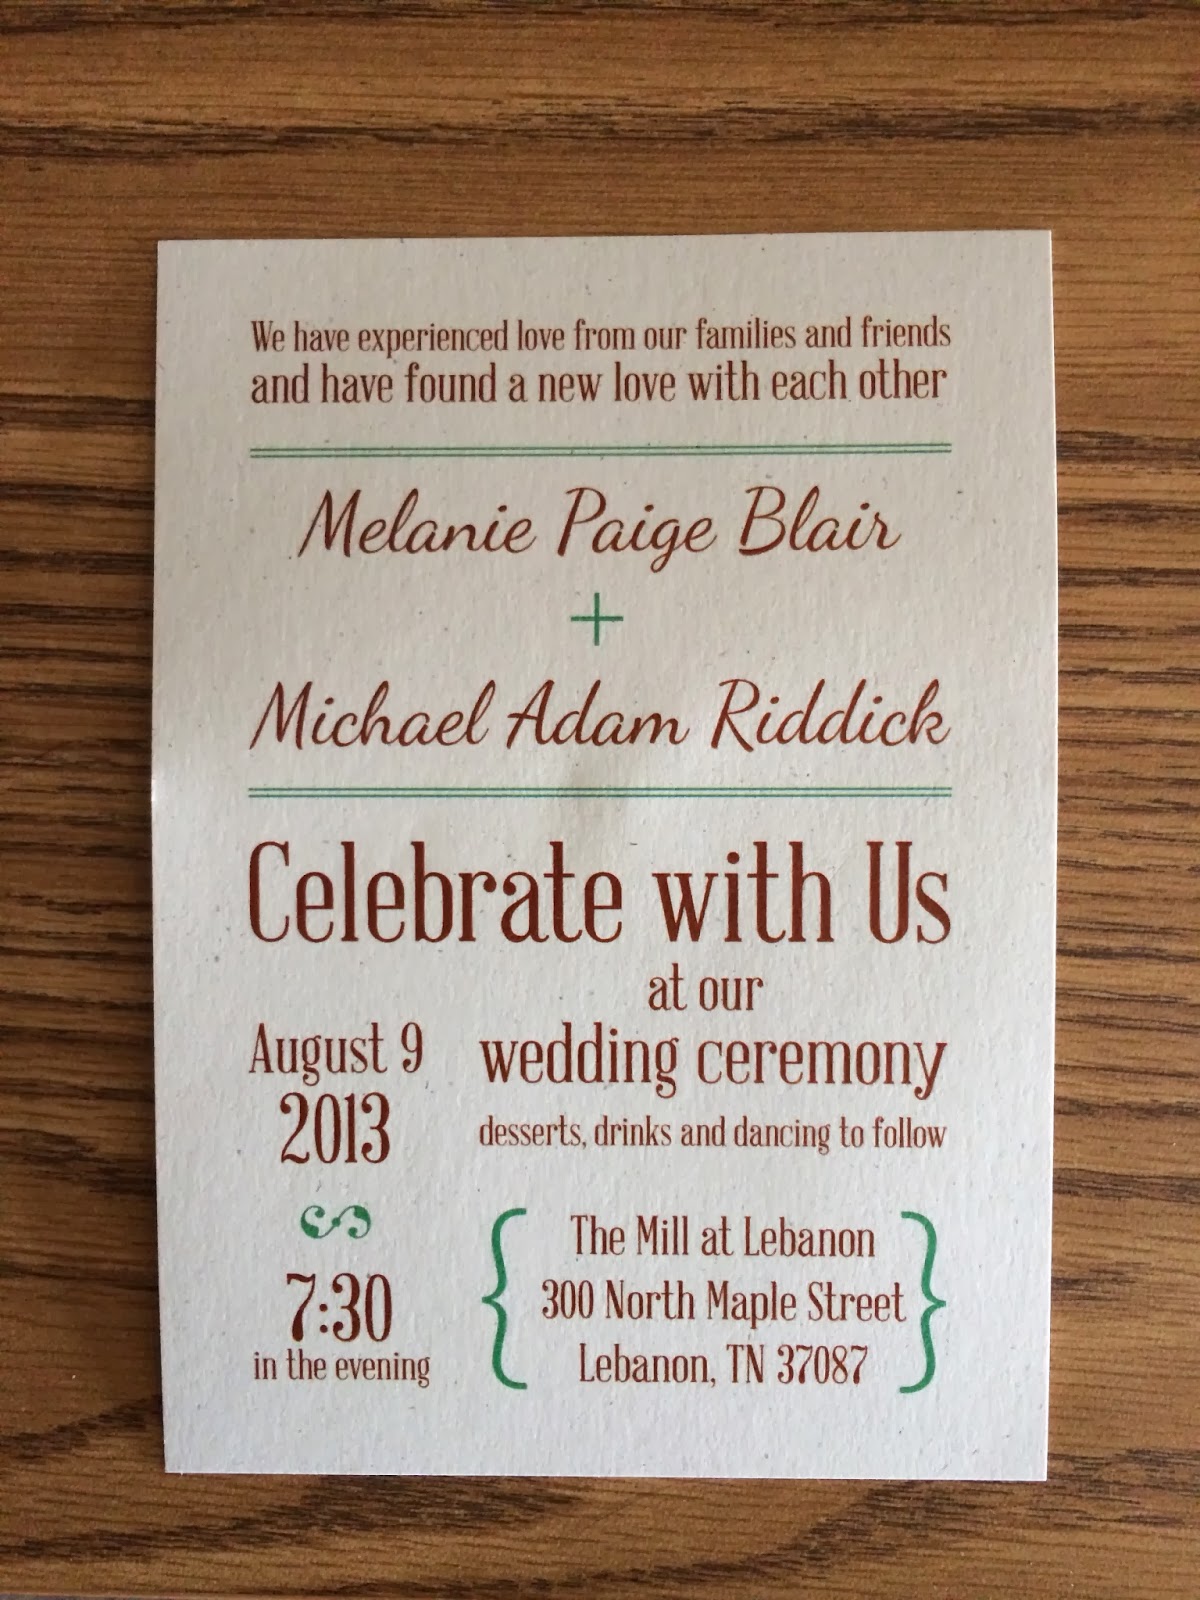 We have experienced love from our families and friends
and have found a new love with each other
Melanie Paige Blair
+
Michael Adam Riddick
Celebrate with Us
at our
wedding ceremony
desserts, drinks and dancing to follow
August 9
2013
7:30
in the evening
{ The Mill at Lebanon
300 North Maple Street
Lebanon, TN 37087 }